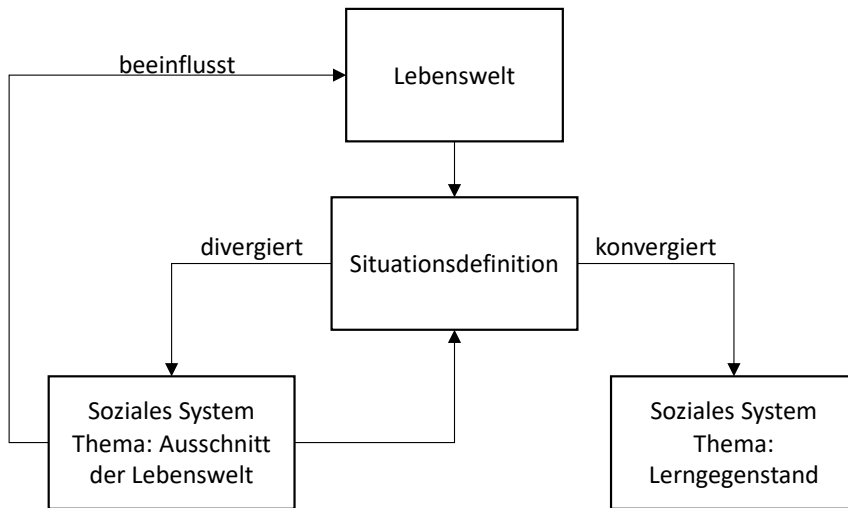 beeinflusst
Lebenswelt
divergiert
Situationsdefinition
konvergiert
Soziales System
Thema: Ausschnitt
der Lebenswelt
Soziales System
Thema:
Lerngegenstand